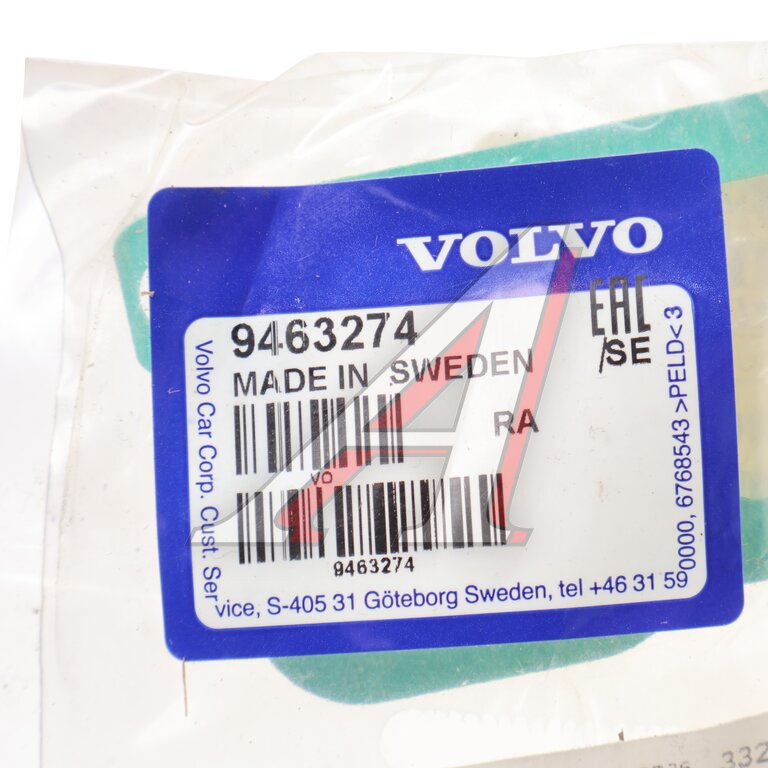 VOLVO
9463274
EAC
/SE
MADE IN SWEDEN
RA
VO
9463274
Volvo Car Corp. Cust. Service, S-405 31 Göteborg Sweden, tel +46 31 590000, 6768543 >PELD< 3
332